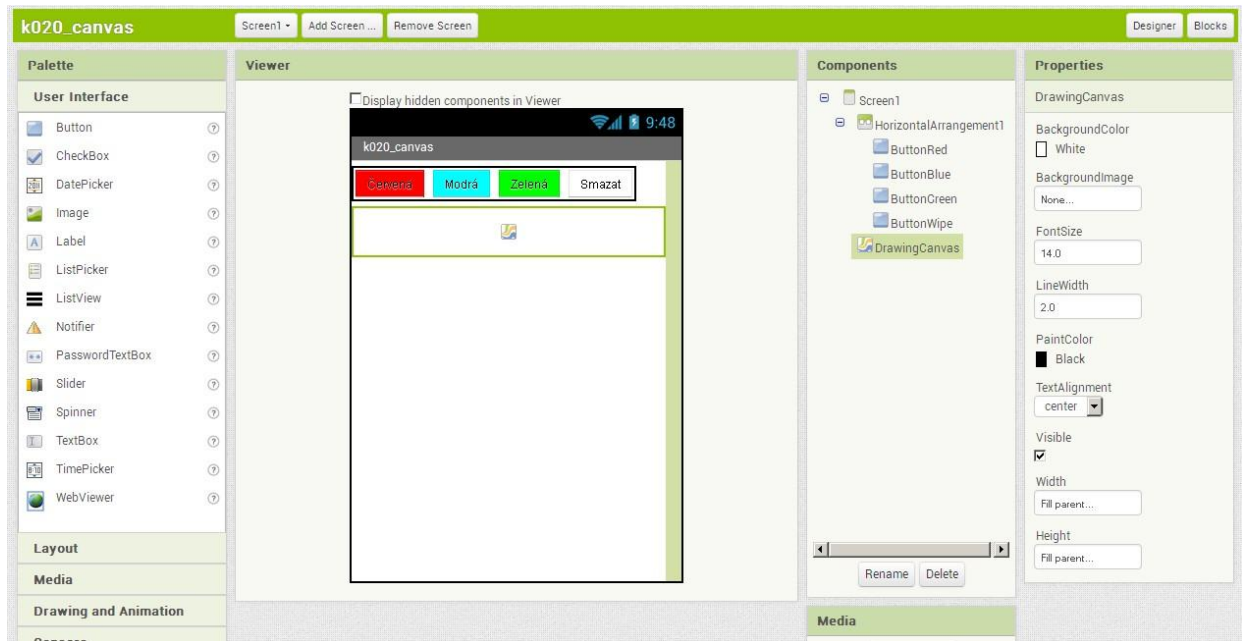 k020_canvas
Screen1
Add Screen ...
Remove Screen
Designer
Blocks
Palette
User Interface
Button
CheckBox
DatePicker
Image
Label
ListPicker
ListView
Notifier
PasswordTextBox
Slider
Spinner
TextBox
TimePicker
WebViewer
Layout
Media
Drawing and Animation
Viewer
Display hidden components in Viewer
9:48
k020_canvas
Červená
Modrá
Zelená
Smazat
Components
Screen1
HorizontalArrangement1
ButtonRed
ButtonBlue
ButtonGreen
ButtonWipe
DrawingCanvas
Rename
Delete
Media
Properties
DrawingCanvas
BackgroundColor
White
BackgroundImage
None...
FontSize
14.0
LineWidth
2.0
PaintColor
Black
TextAlignment
center
Visible
Width
Fill parent...
Height
Fill parent...